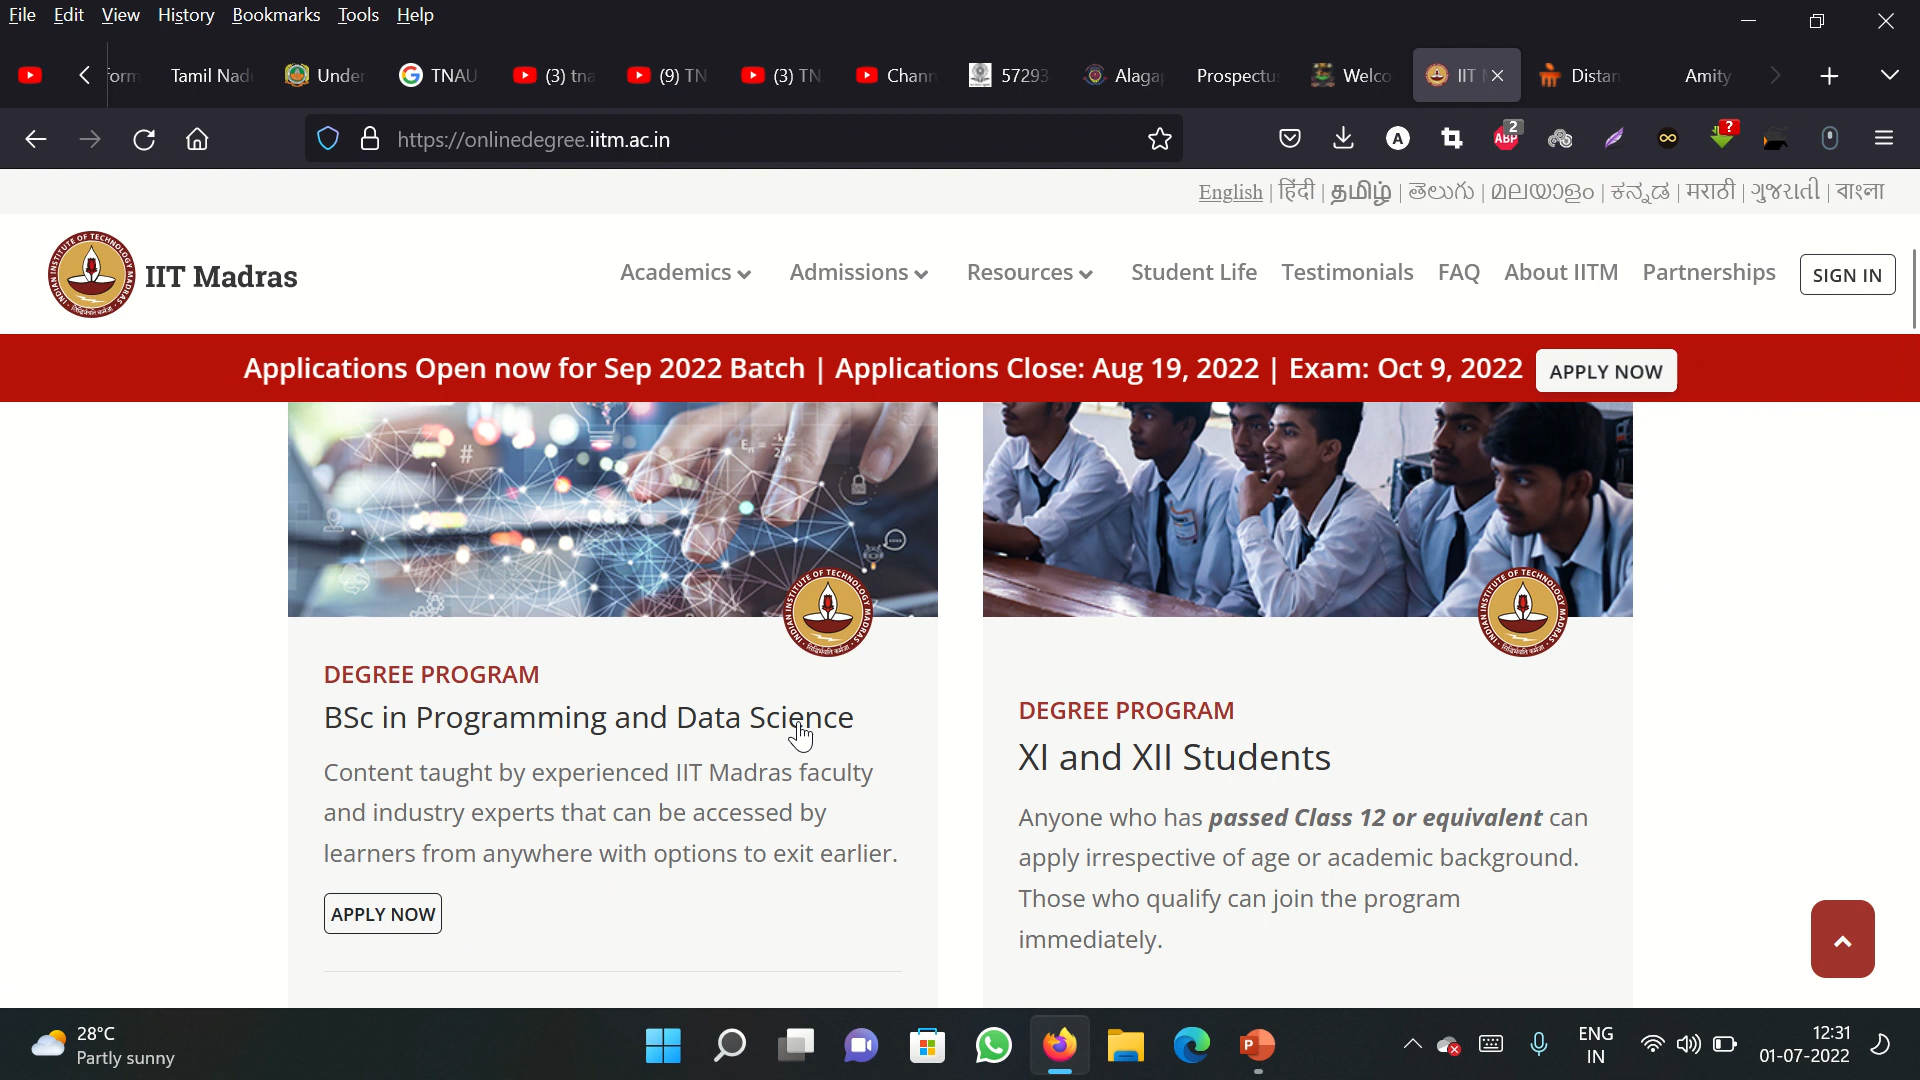 File Edit View History Bookmarks Tools Help
form Tamil Nad Under TNAU (3) tna (9) TN (3) TN Chann 57293 Alaga Prospectu Welco IIT Distan Amity
https://onlinedegree.iitm.ac.in
A 2 ABP ?
English | हिंदी | தமிழ் | తెలుగు | മലയാളം | ಕನ್ನಡ | मराठी | ગુજરાતી | বাংলা
IIT Madras
Academics Admissions Resources Student Life Testimonials FAQ About IITM Partnerships SIGN IN
Applications Open now for Sep 2022 Batch | Applications Close: Aug 19, 2022 | Exam: Oct 9, 2022 APPLY NOW
DEGREE PROGRAM
BSc in Programming and Data Science
Content taught by experienced IIT Madras faculty
and industry experts that can be accessed by
learners from anywhere with options to exit earlier.
APPLY NOW
DEGREE PROGRAM
XI and XII Students
Anyone who has passed Class 12 or equivalent can
apply irrespective of age or academic background.
Those who qualify can join the program
immediately.
28°C
Partly sunny
ENG
IN
12:31
01-07-2022